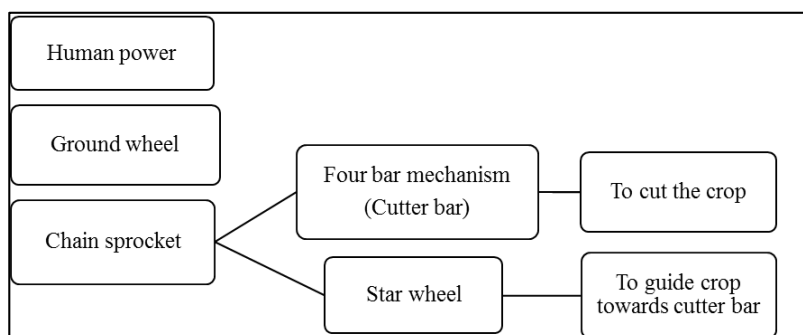 Human power
Ground wheel
Four bar mechanism
(Cutter bar)
To cut the crop
Chain sprocket
Star wheel
To guide crop
towards cutter bar